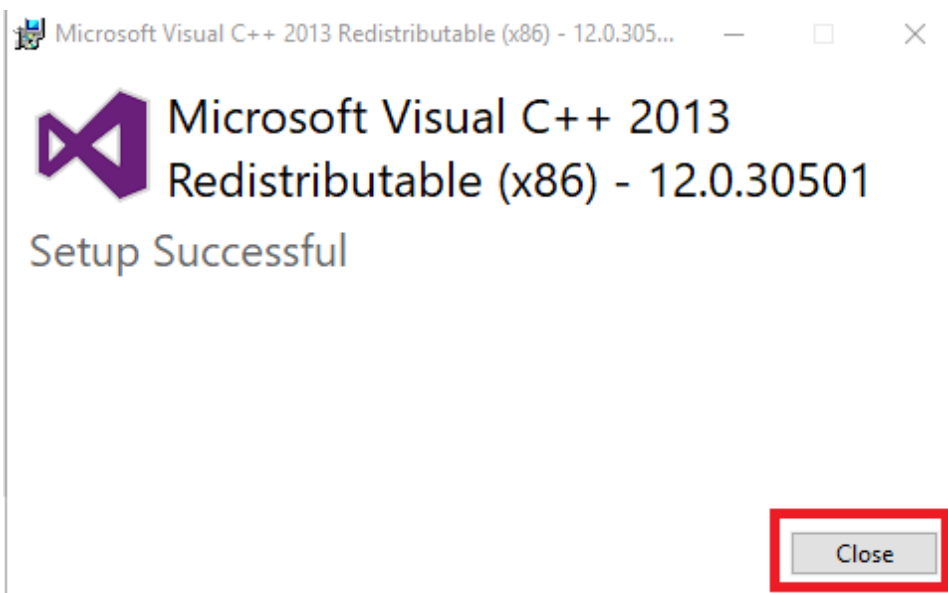 Microsoft Visual C++ 2013 Redistributable (x86) - 12.0.305...
Microsoft Visual C++ 2013
Redistributable (x86) - 12.0.30501
Setup Successful
Close